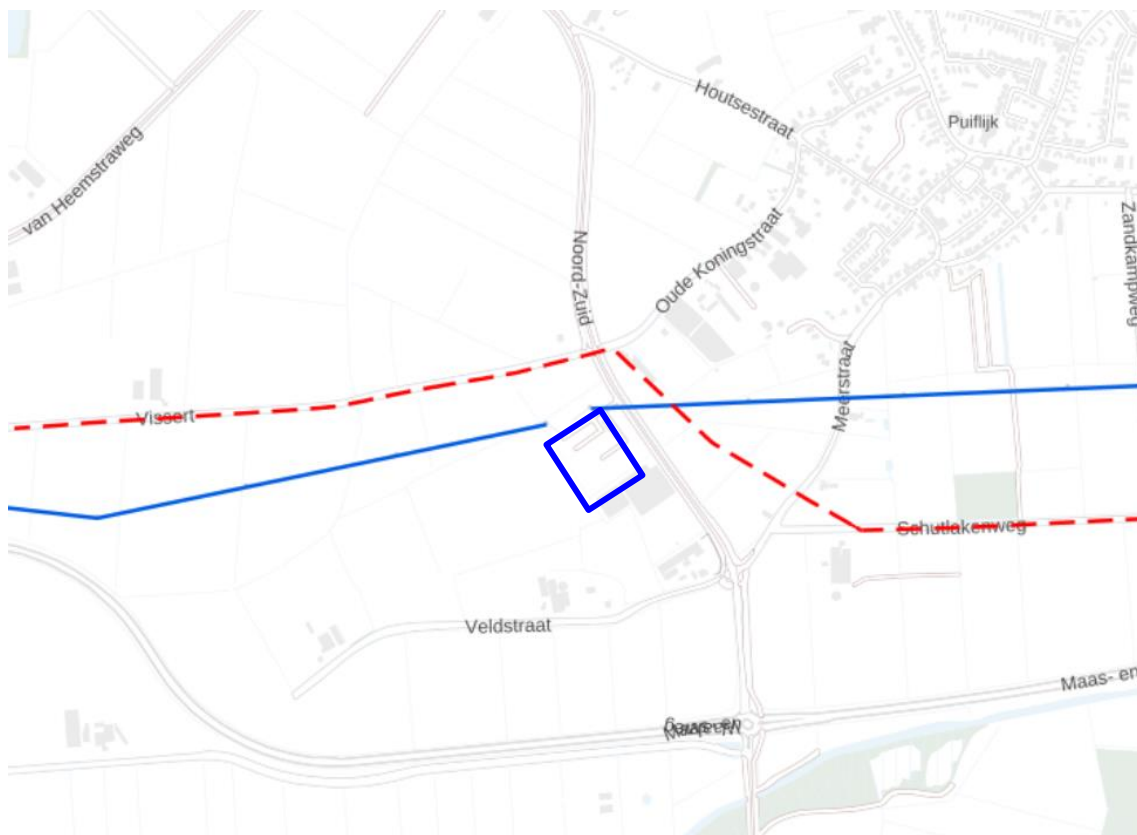 Houtsestraat
Puiflijk
van Heemstraweg
Zandkampweg
Noord-Zuid
Oude Koningstraat
Meerstraat
Vissert
Schutlakenweg
Veldstraat
Maas- en